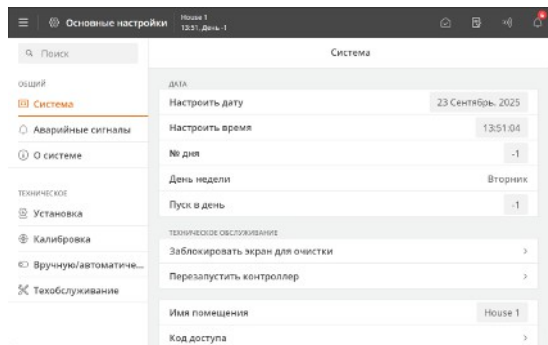 Основные настройки
House 1
13:51, День -1
Поиск
Система
ОБЩИЙ
Система
Аварийные сигналы
О системе
ТЕХНИЧЕСКОЕ
Установка
Калибровка
Вручную/автоматиче...
Техобслуживание
ДАТА
Настроить дату
23 Сентябрь. 2025
Настроить время
13:51:04
№ дня
-1
День недели
Вторник
Пуск в день
-1
ТЕХНИЧЕСКОЕ ОБСЛУЖИВАНИЕ
Заблокировать экран для очистки
Перезапустить контроллер
Имя помещения
House 1
Код доступа